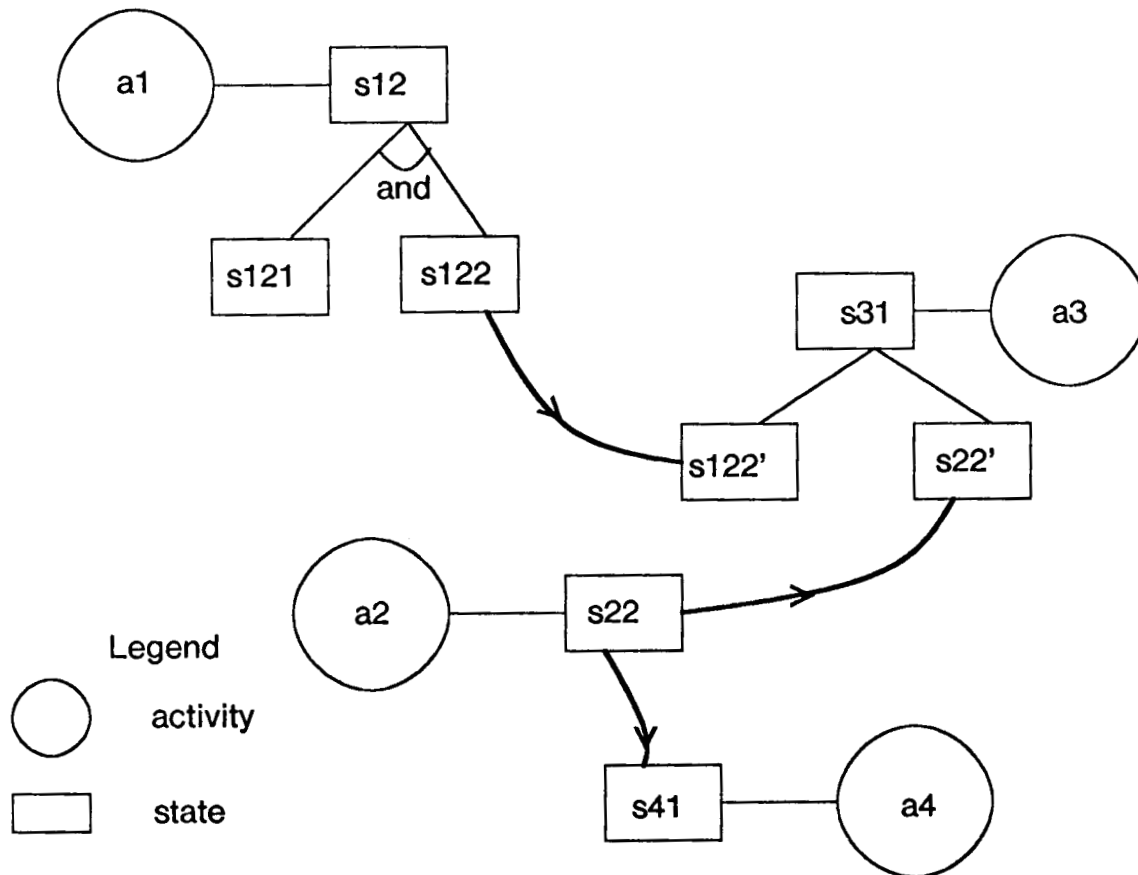 a1
s12
and
s121
s122
s31
a3
s122'
s22'
a2
s22
Legend
activity
state
s41
a4